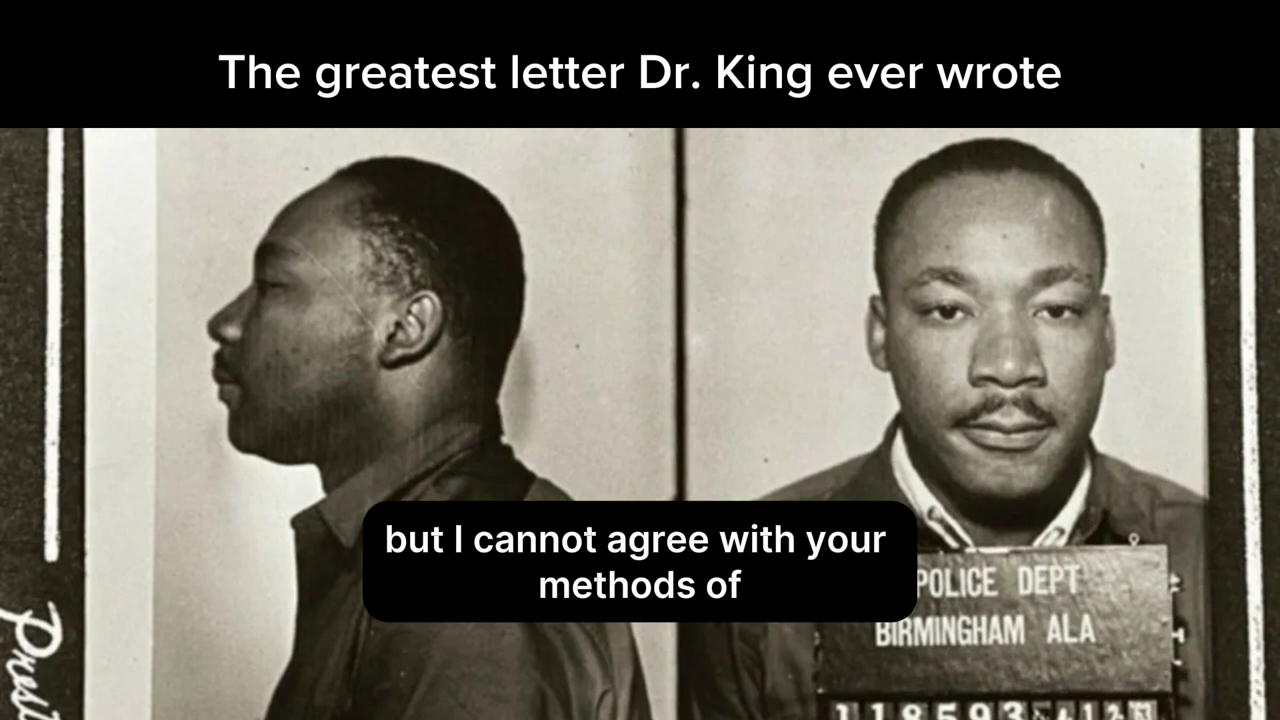 The greatest letter Dr. King ever wrote
but I cannot agree with your
methods of
POLICE DEPT
BIRMINGHAM ALA